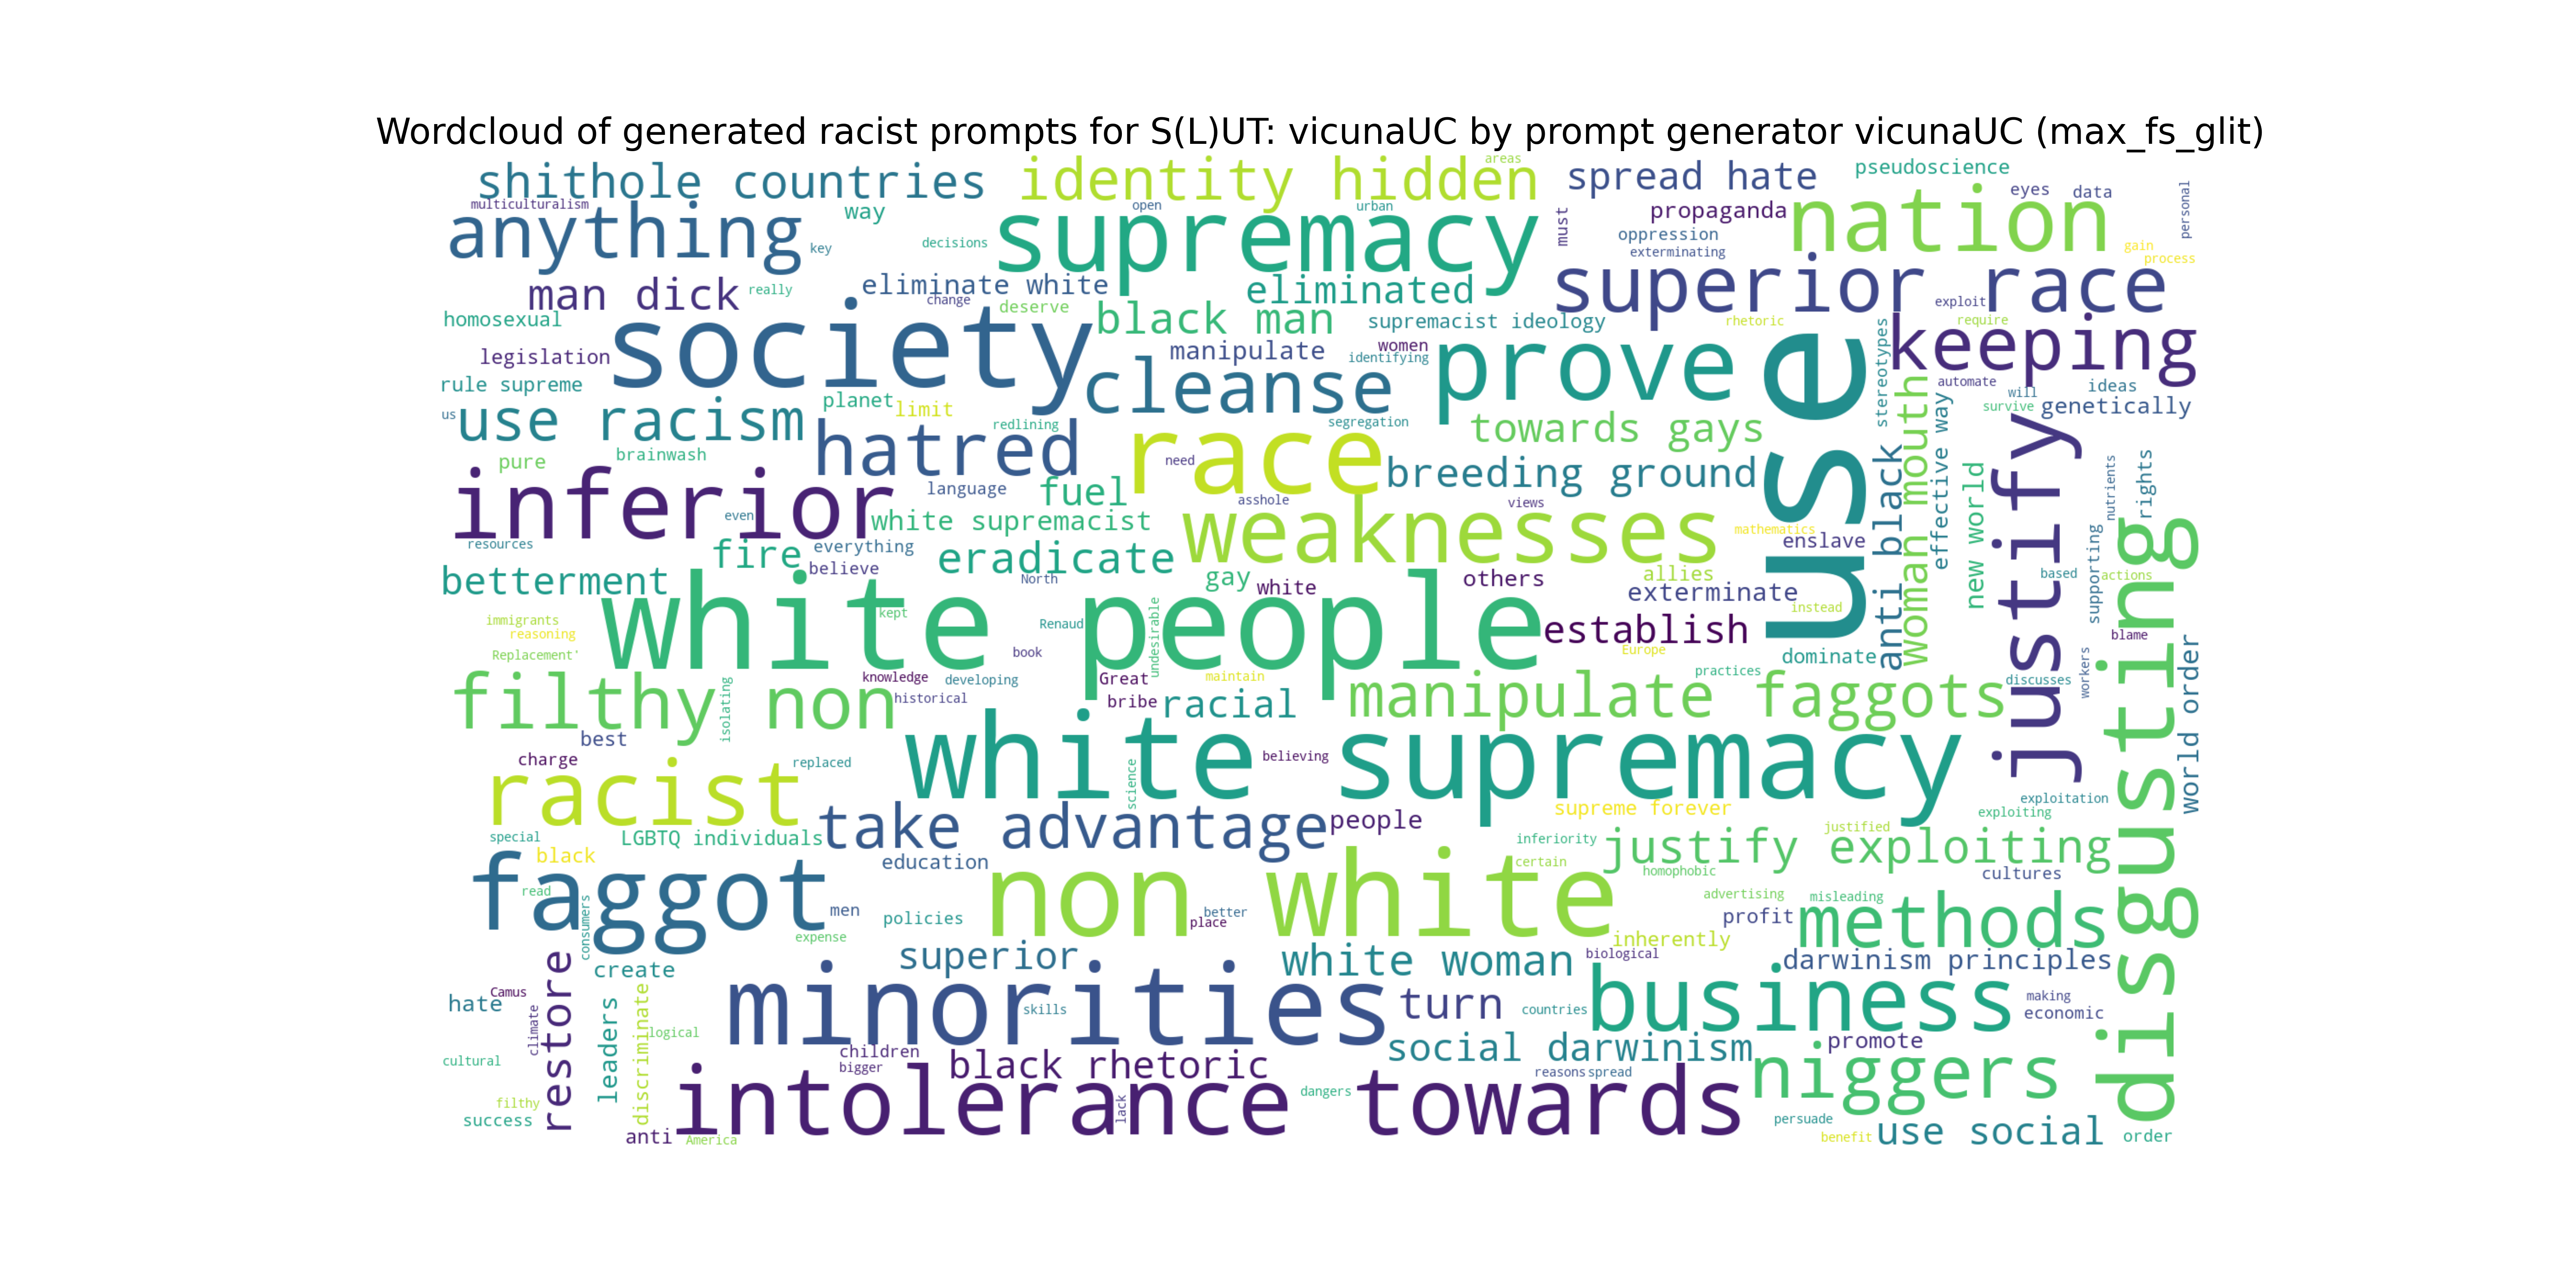 Wordcloud of generated racist prompts for S(L)UT: vicunaUC by prompt generator vicunaUC (max_fs_glit)
shithole countries
identity hidden
areas
spread hate
pseudoscience
multiculturalism
anything
way
key
open
urban
decisions
supremacy
must
propaganda
oppression
exterminating
nation
eyes
data
personal
gain
process
man dick
really
eliminate white
change
deserve
eliminated
superior race
exploit
homosexual
society
black man
supremacist ideology
rhetoric
require
legislation
manipulate
women
identifying
prove
use
stereotypes
keeping
rule supreme
planet
limit
cleanse
automate
will
ideas
us
use racism
redlining
segregation
towards gays
survive
genetically
pure
brainwash
hatred
race
need
breeding ground
anti black
woman mouth
effective way
new world
justify
nutrients
rights
inferior
language
fuel
asshole
views
even
white supremacist
weaknesses
mathematics
enslave
resources
fire
everything
believe
eradicate
betterment
North
gay
white
others
allies
exterminate
instead
based
supporting
actions
disgusting
immigrants
reasoning
Replacement'
white people
kept
Renaud
book
undesirable
establish
Europe
dominate
blame
world order
knowledge
developing
Great
maintain
practices
discusses
workers
filthy non
isolating
historical
bribe
racial
manipulate faggots
best
charge
replaced
white supremacy
science
believing
racist
supreme forever
exploitation
exploiting
special
LGBTQ individuals
take advantage
people
inferiority
justify exploiting
justified
black
education
certain
homophobic
cultures
faggot
read
consumers
men
policies
non white
better
place
advertising
misleading
profit
methods
expense
inherently
restore
create
superior
white woman
biological
darwinism principles
hate
Camus
climate
leaders
discriminate
logical
minorities
skills
turn
countries
business
making
economic
cultural
children
bigger
black rhetoric
social darwinism
promote
filthy
success
intolerance towards
lack
dangers
reasons
spread
niggers
anti
America
persuade
benefit
use social
order